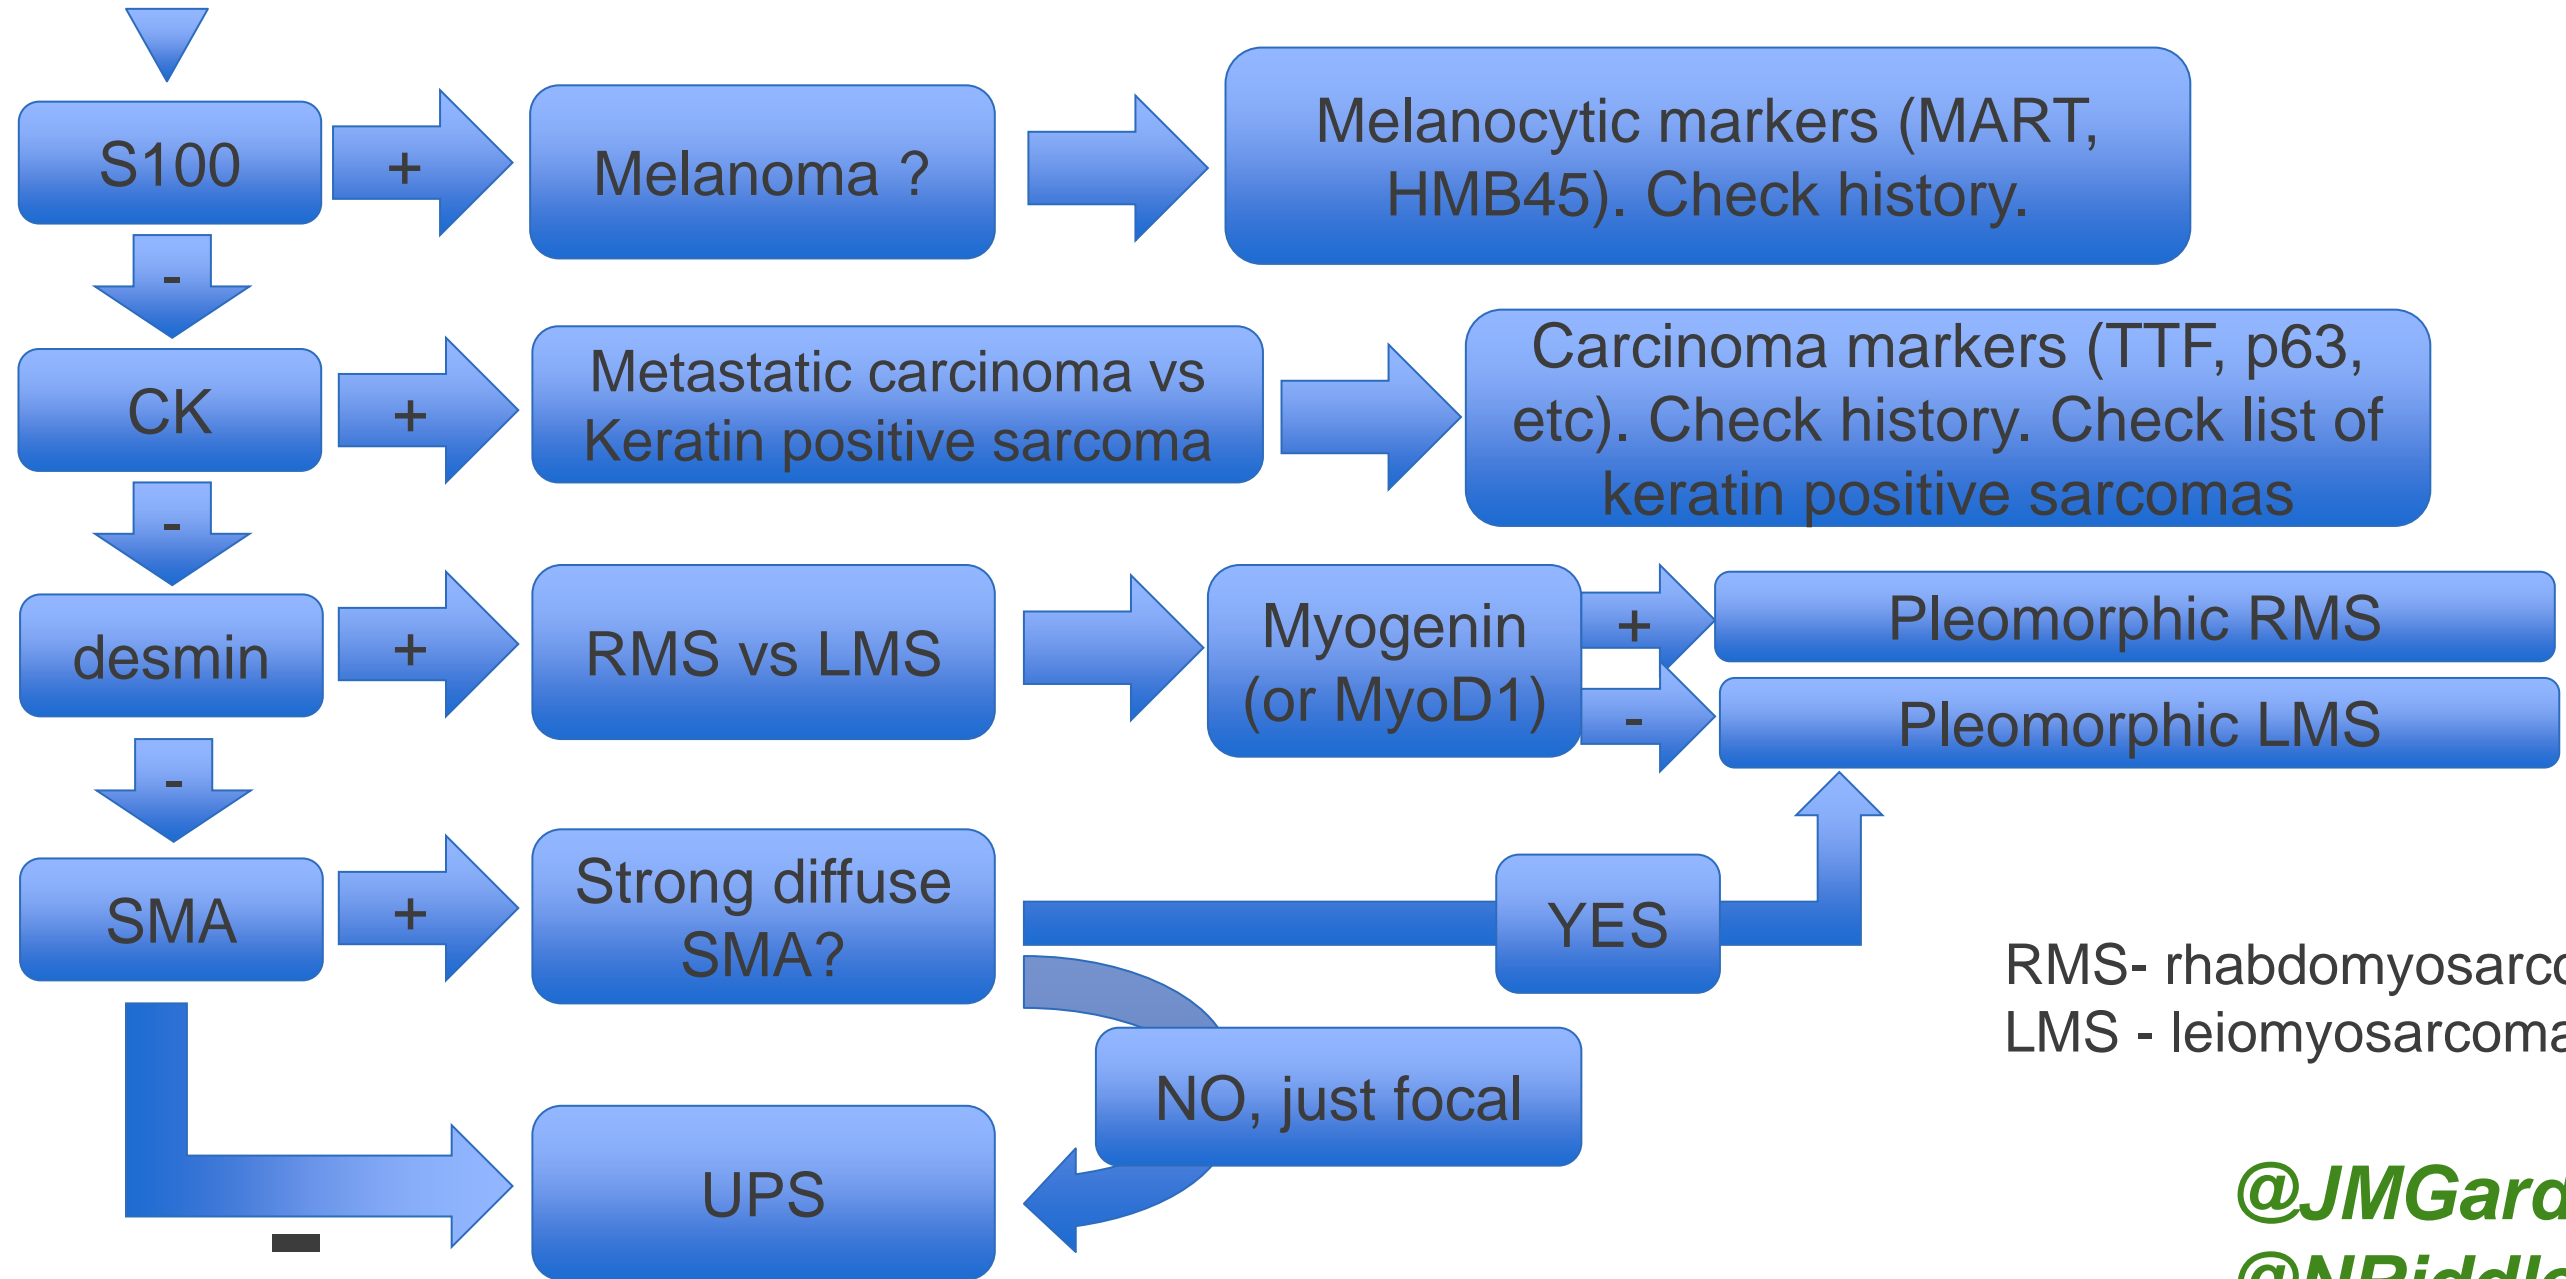 S100
+
Melanoma ?
Melanocytic markers (MART,
HMB45). Check history.
-
CK
+
Metastatic carcinoma vs
Keratin positive sarcoma
Carcinoma markers (TTF, p63,
etc). Check history. Check list of
keratin positive sarcomas
-
desmin
+
RMS vs LMS
Myogenin
(or MyoD1)
+
Pleomorphic RMS
-
Pleomorphic LMS
-
SMA
+
Strong diffuse
SMA?
YES
NO, just focal
-
UPS
RMS- rhabdomyosarco
LMS - leiomyosarcoma
@JMGard
@NRiddle